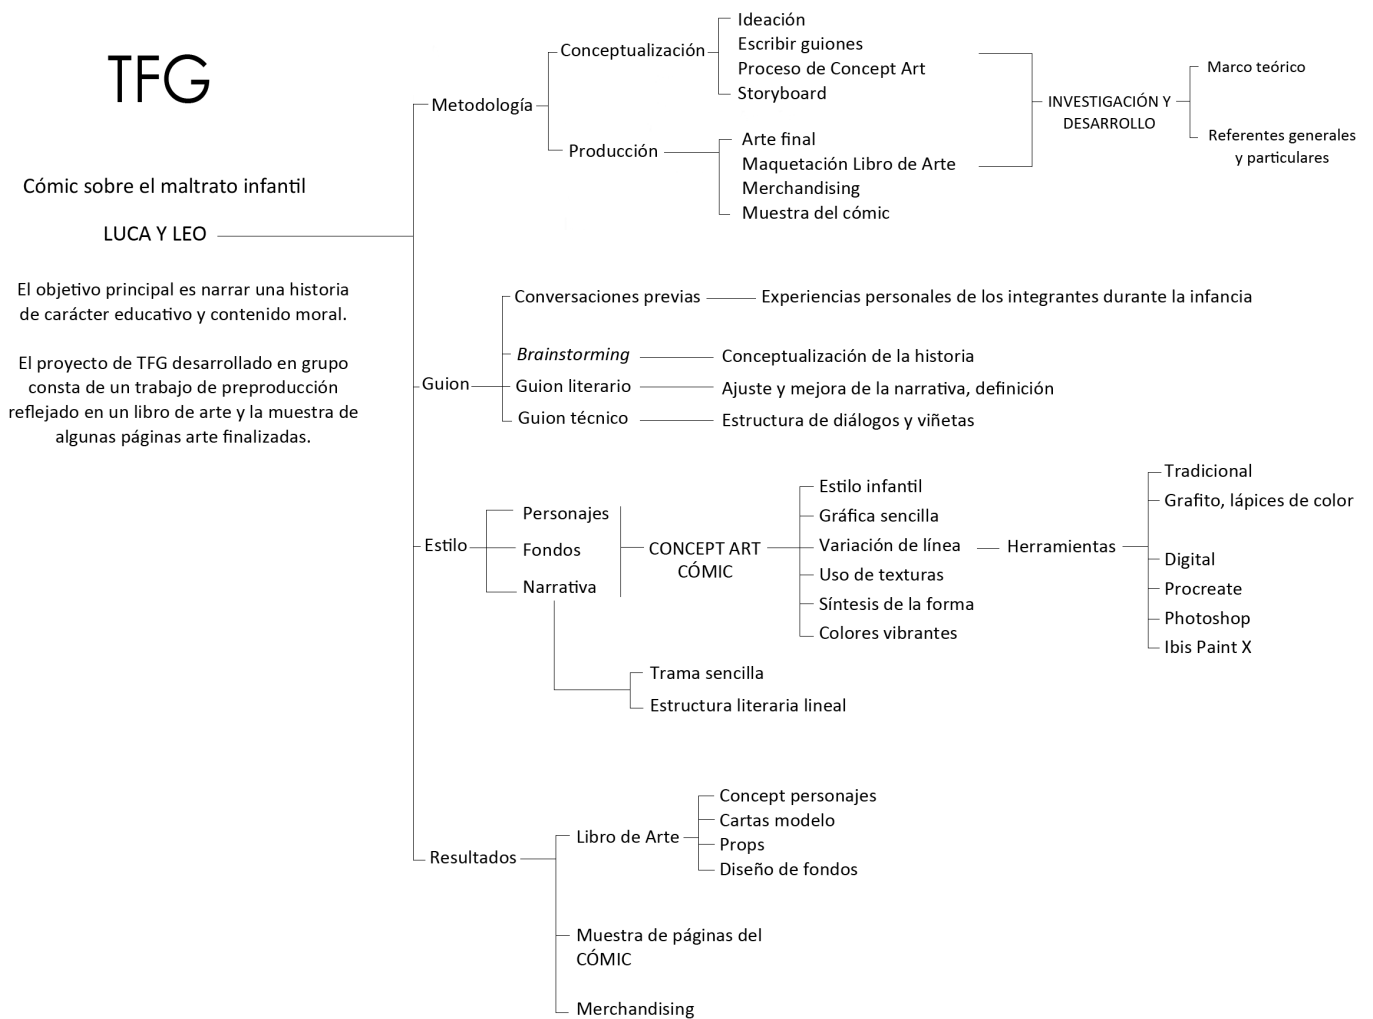 TFG
Cómic sobre el maltrato infantil
LUCA Y LEO
El objetivo principal es narrar una historia
de carácter educativo y contenido moral.
El proyecto de TFG desarrollado en grupo
consta de un trabajo de preproducción
reflejado en un libro de arte y la muestra de
algunas páginas arte finalizadas.
Metodología
Conceptualización
Ideación
Escribir guiones
Proceso de Concept Art
Storyboard
Producción
Arte final
Maquetación Libro de Arte
Merchandising
Muestra del cómic
INVESTIGACIÓN Y
DESARROLLO
Marco teórico
Referentes generales
y particulares
Guion
Conversaciones previas
Experiencias personales de los integrantes durante la infancia
Brainstorming
Conceptualización de la historia
Guion literario
Ajuste y mejora de la narrativa, definición
Guion técnico
Estructura de diálogos y viñetas
Estilo
Personajes
Fondos
Narrativa
CONCEPT ART
CÓMIC
Estilo infantil
Gráfica sencilla
Variación de línea
Uso de texturas
Síntesis de la forma
Colores vibrantes
Herramientas
Tradicional
Grafito, lápices de color
Digital
Procreate
Photoshop
Ibis Paint X
Trama sencilla
Estructura literaria lineal
Resultados
Libro de Arte
Concept personajes
Cartas modelo
Props
Diseño de fondos
Muestra de páginas del
CÓMIC
Merchandising